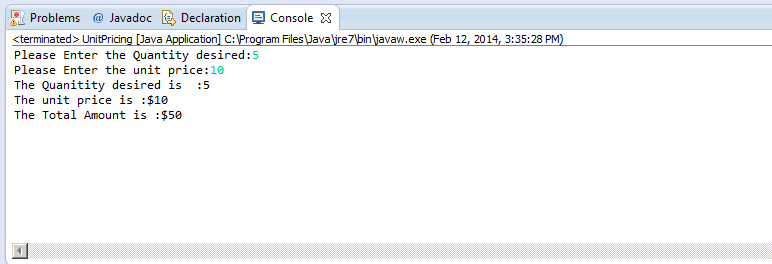 Problems @ Javadoc Declaration Console
<terminated> UnitPricing [Java Application] C:\Program Files\Java\jre7\bin\javaw.exe (Feb 12, 2014, 3:35:28 PM)
Please Enter the Quantity desired:5
Please Enter the unit price:10
The Quanitity desired is  :5
The unit price is :$10
The Total Amount is :$50